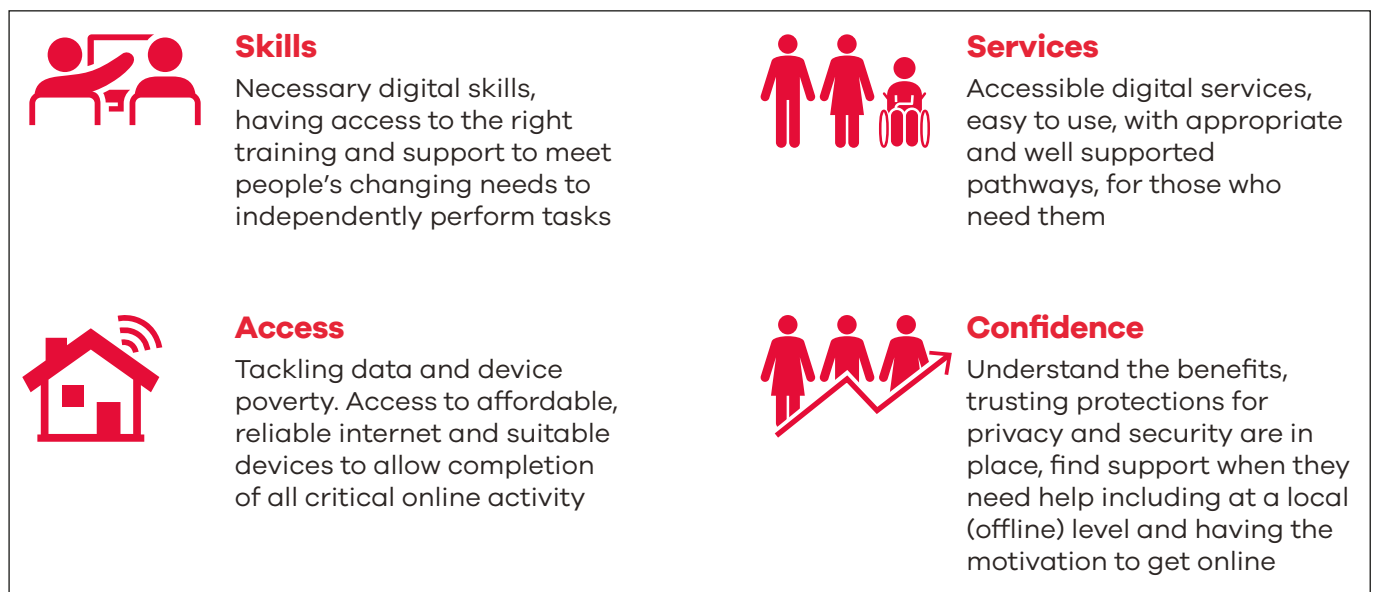 Skills
Necessary digital skills,
having access to the right
training and support to meet
people’s changing needs to
independently perform tasks
Services
Accessible digital services,
easy to use, with appropriate
and well supported
pathways, for those who
need them
Access
Tackling data and device
poverty. Access to affordable,
reliable internet and suitable
devices to allow completion
of all critical online activity
Confidence
Understand the benefits,
trusting protections for
privacy and security are in
place, find support when they
need help including at a local
(offline) level and having the
motivation to get online